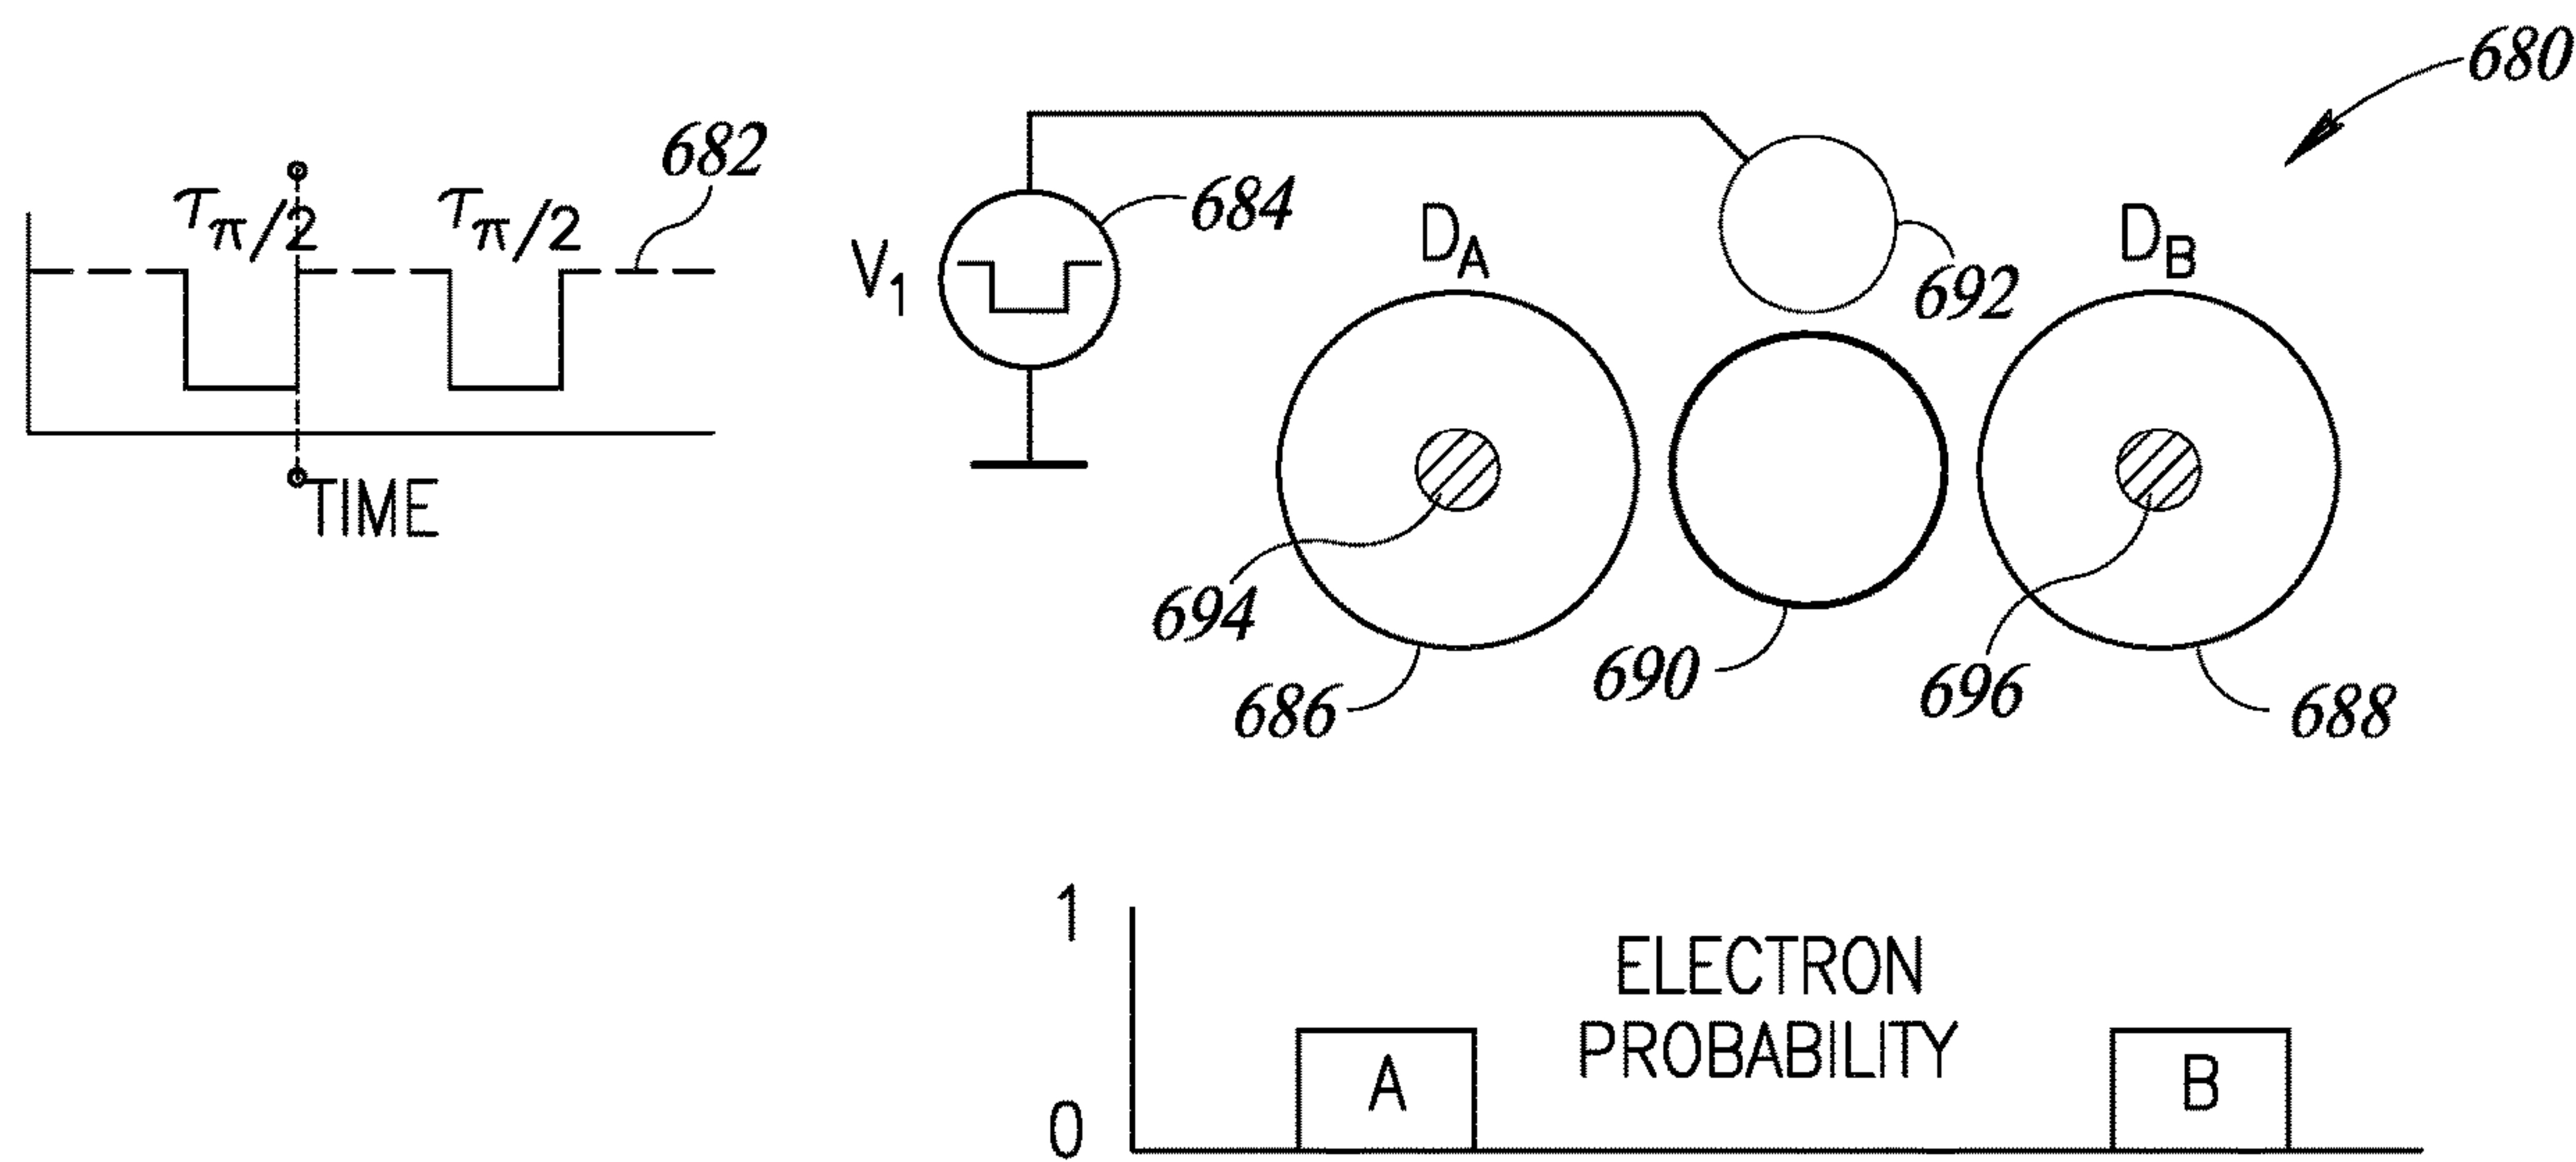 680
682
τπ/2 τπ/2
684
V1
DA
DB
692
TIME
694
690
696
686
688
1
ELECTRON
PROBABILITY
A
B
0